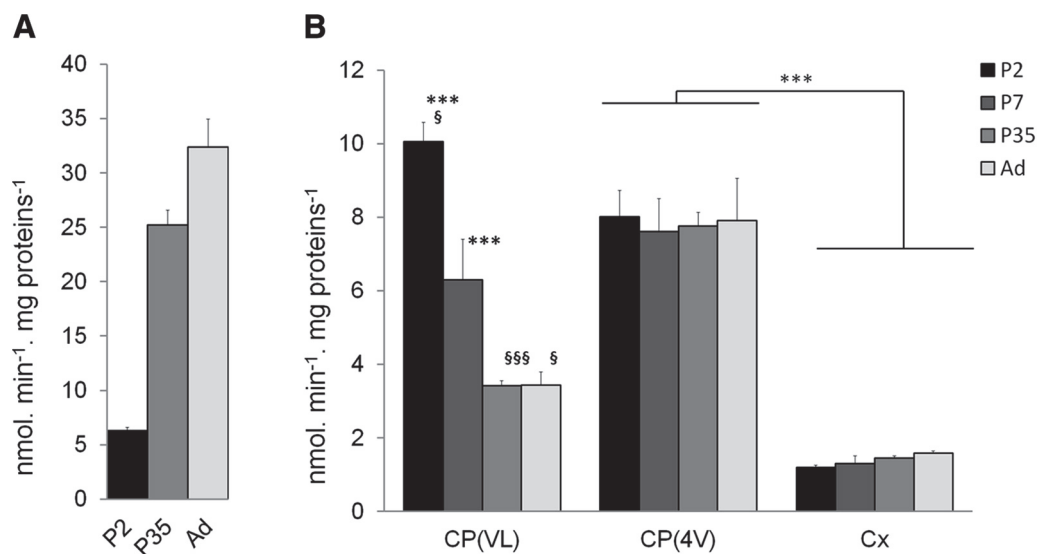 A
nmol. min⁻¹. mg proteins⁻¹
40
35
30
25
20
15
10
5
0
P2
P35
Ad
B
nmol. min⁻¹. mg proteins⁻¹
12
10
8
6
4
2
0
***
§
***
§§§
§
***
P2
P7
P35
Ad
CP(VL)
CP(4V)
Cx